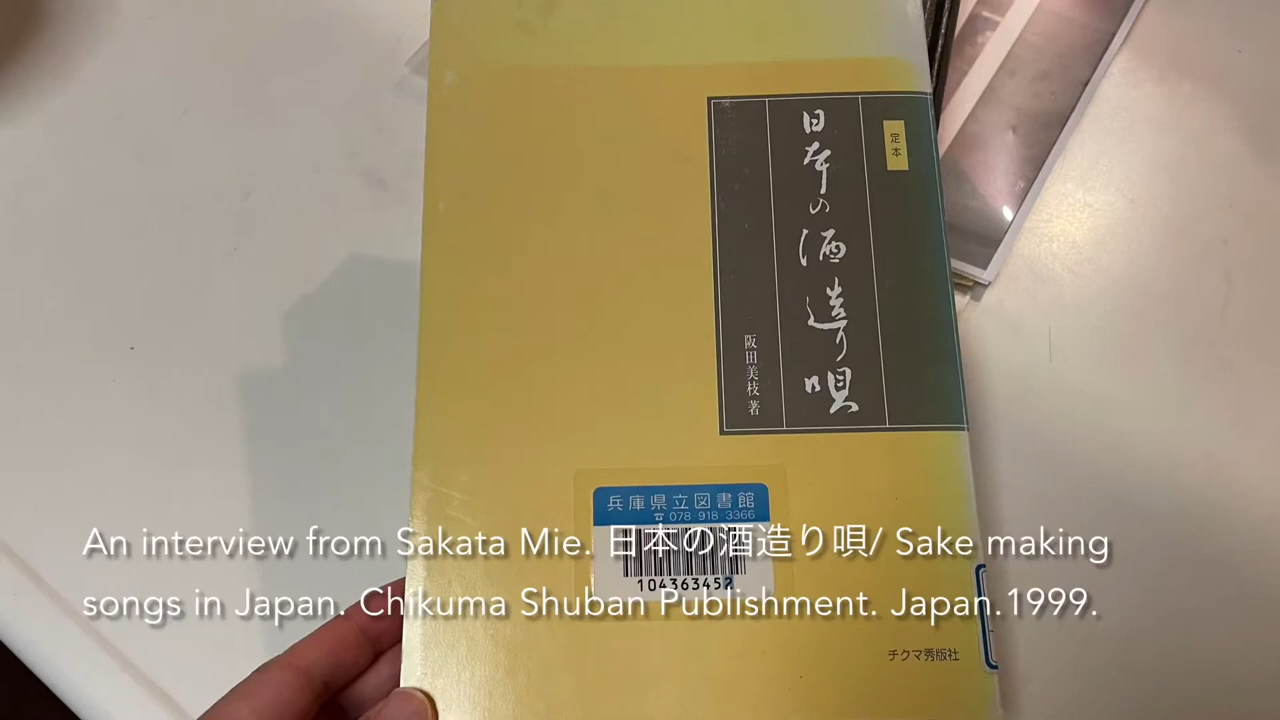 定本
日本の酒造り唄
阪田美枝 著
兵庫県立図書館
☎078-918-3366
104363452
An interview from Sakata Mie. 日本の酒造り唄/ Sake making
songs in Japan. Chikuma Shuban Publishment. Japan.1999.
チクマ秀版社